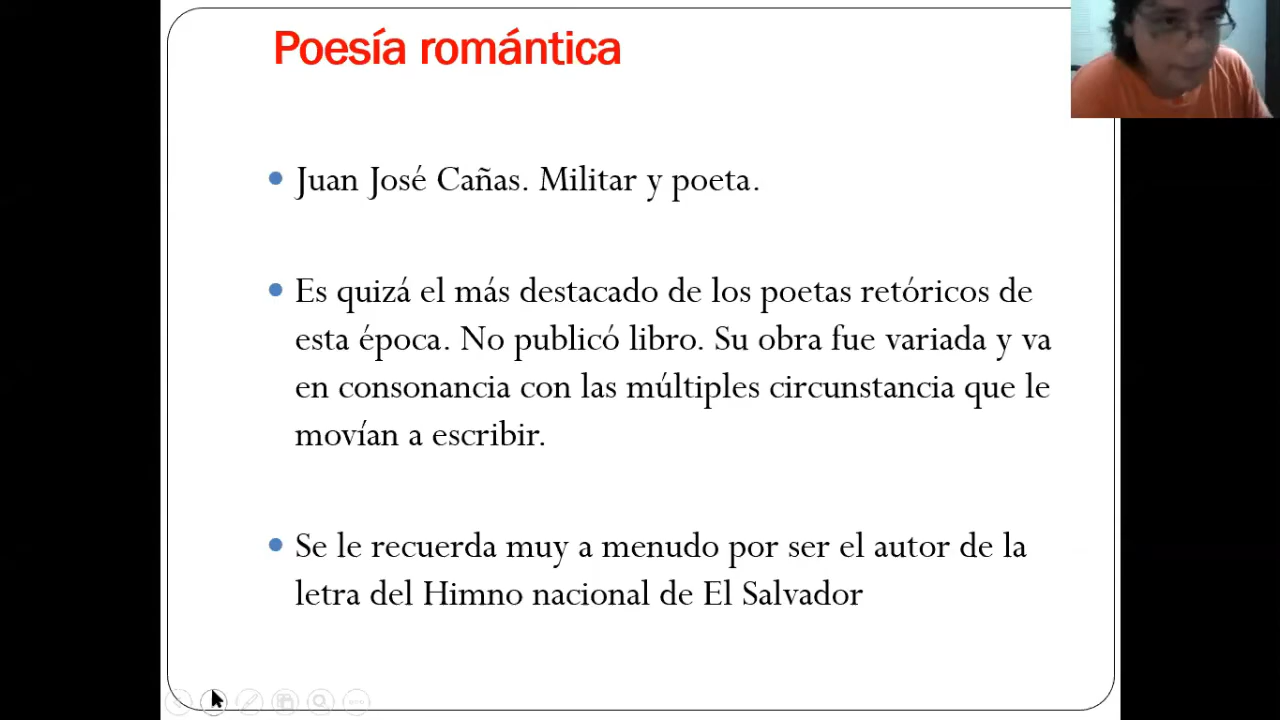 Poesía romántica
Juan José Cañas. Militar y poeta.
Es quizá el más destacado de los poetas retóricos de
esta época. No publicó libro. Su obra fue variada y va
en consonancia con las múltiples circunstancia que le
movían a escribir.
Se le recuerda muy a menudo por ser el autor de la
letra del Himno nacional de El Salvador